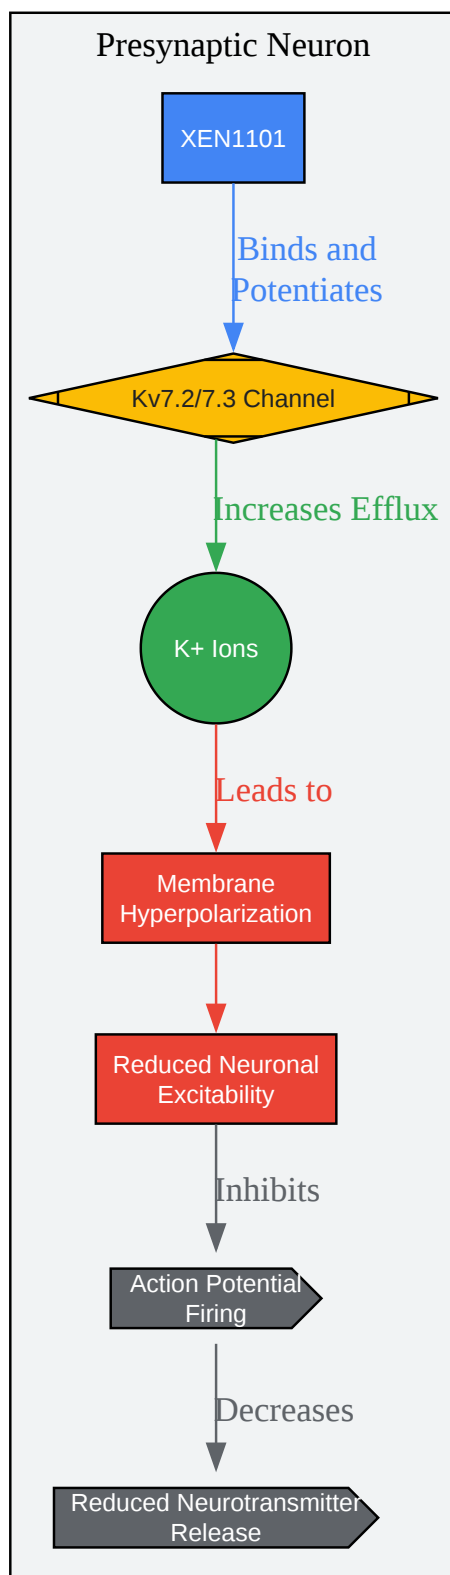 Presynaptic Neuron
XEN1101
Binds and
Potentiates
Kv7.2/7.3 Channel
Increases Efflux
K+ Ions
Leads to
Membrane
Hyperpolarization
Reduced Neuronal
Excitability
Inhibits
Action Potential
Firing
Decreases
Reduced Neurotransmitter
Release